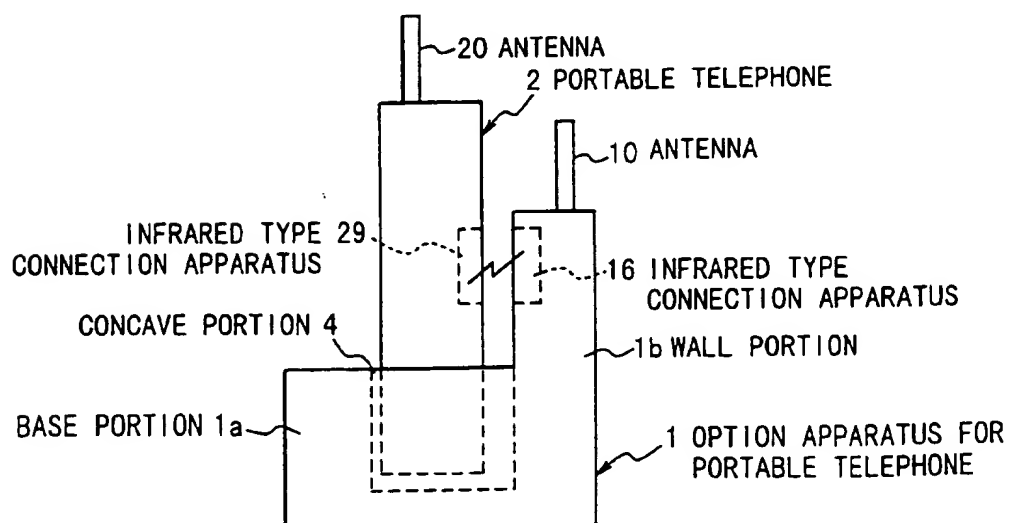 20 ANTENNA
2 PORTABLE TELEPHONE
10 ANTENNA
INFRARED TYPE 29
CONNECTION APPARATUS
16 INFRARED TYPE
CONNECTION APPARATUS
CONCAVE PORTION 4
1b WALL PORTION
BASE PORTION 1a
1 OPTION APPARATUS FOR
PORTABLE TELEPHONE